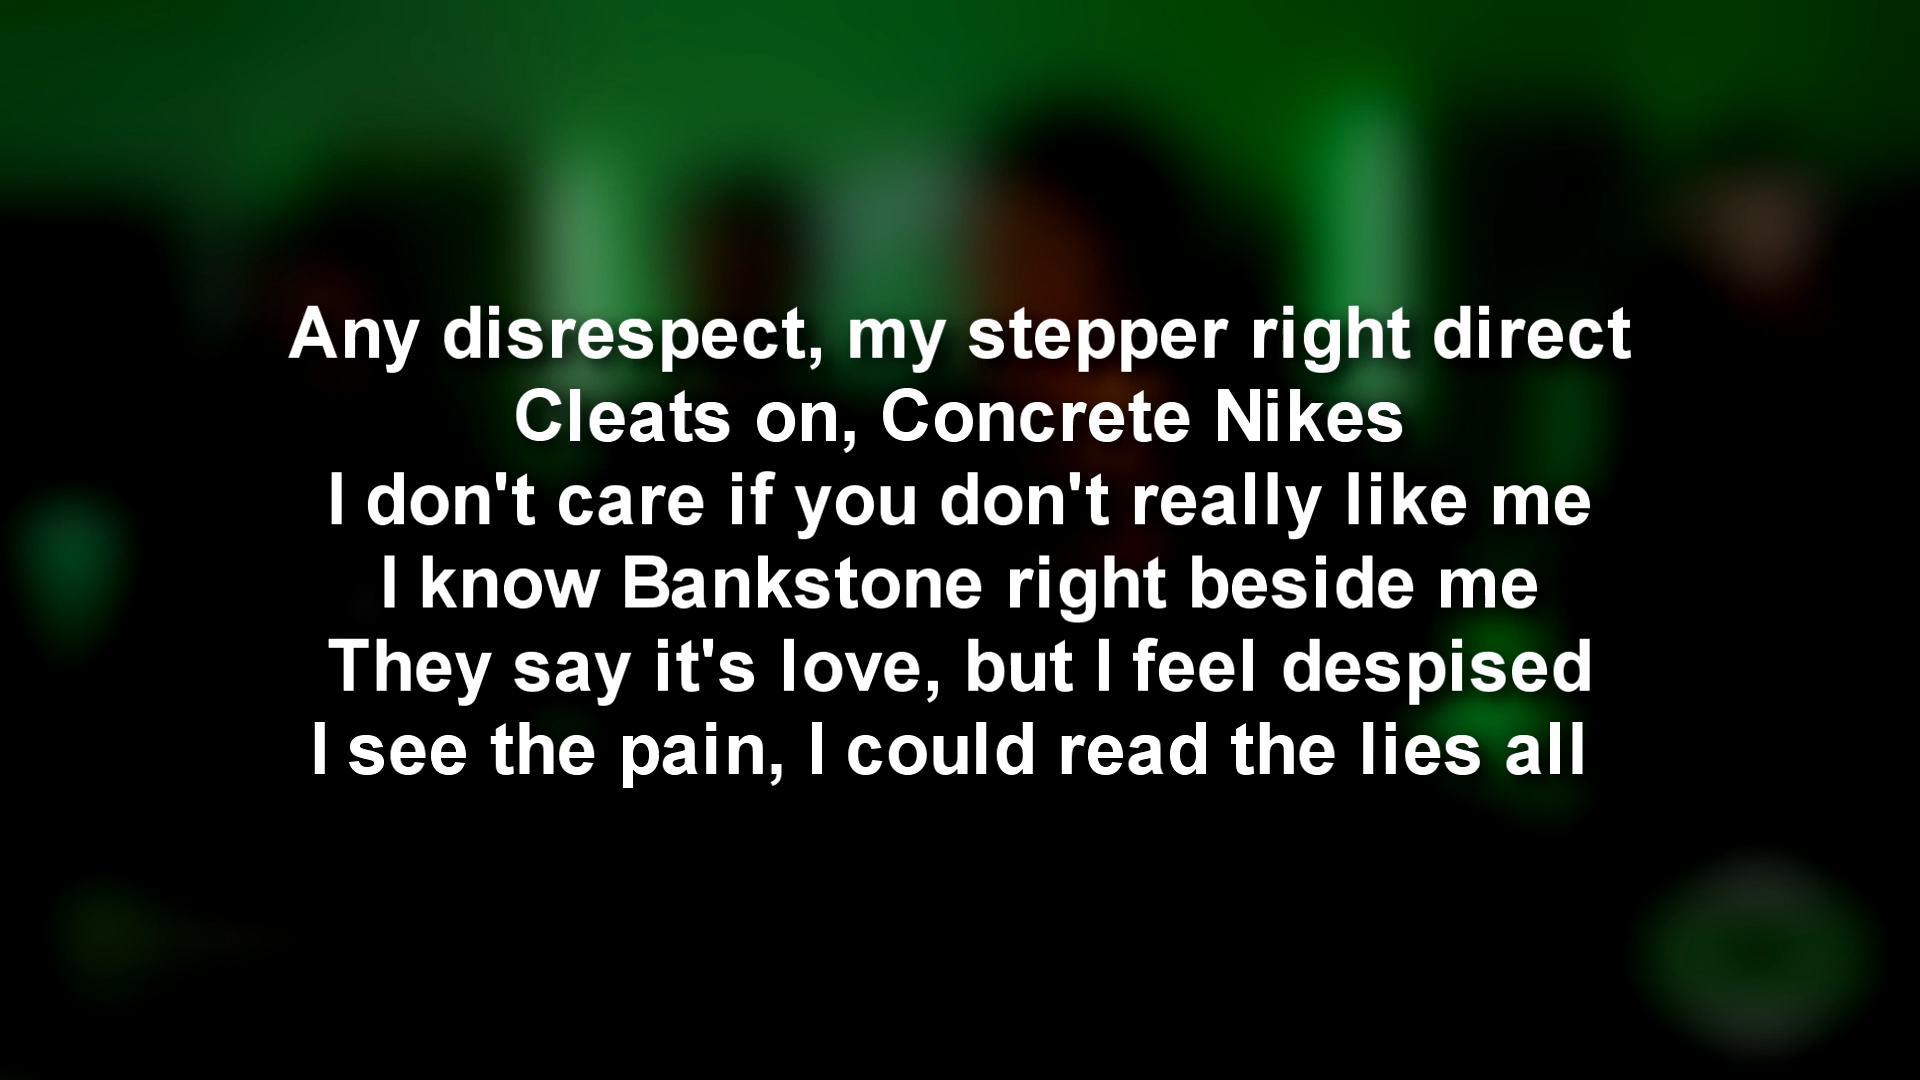 Any disrespect, my stepper right direct
Cleats on, Concrete Nikes
I don't care if you don't really like me
I know Bankstone right beside me
They say it's love, but I feel despised
I see the pain, I could read the lies all